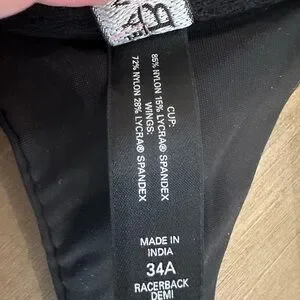 CUP:
85% NYLON 15% LYCRA® SPANDEX
WINGS:
72% NYLON 28% LYCRA® SPANDEX
MADE IN
INDIA
34A
RACERBACK
DEMI